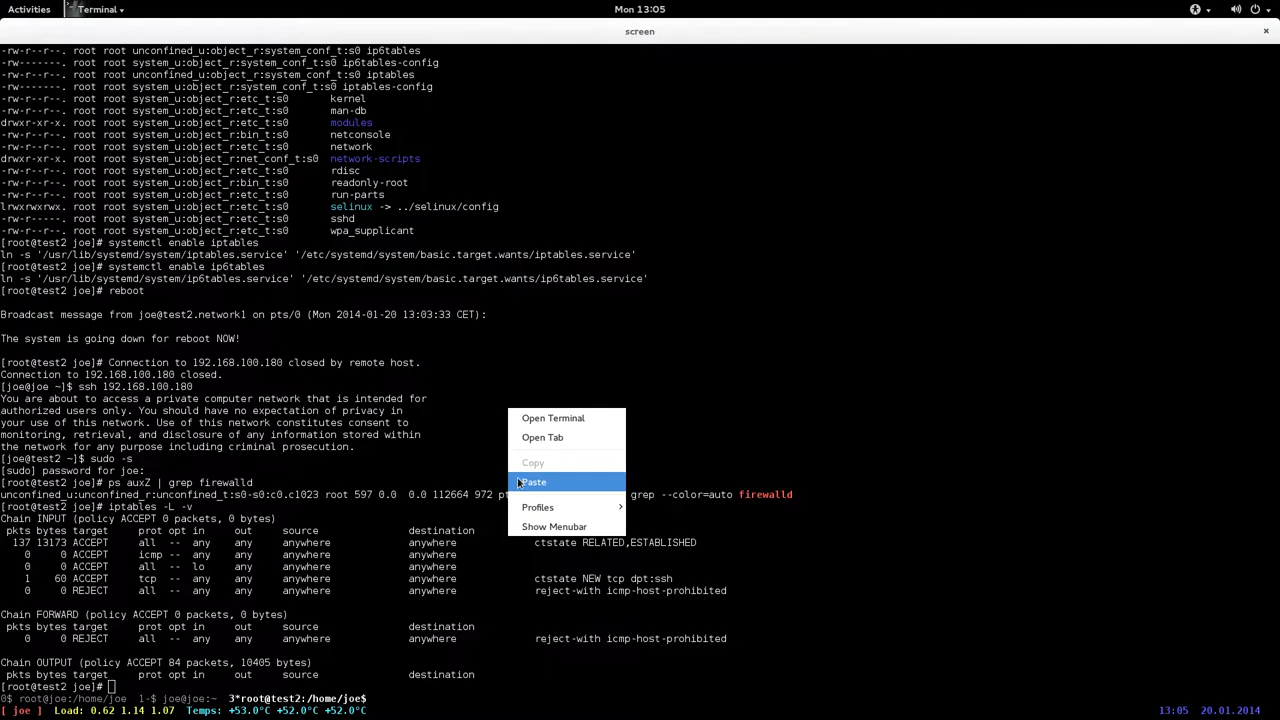 Activities Terminal Mon 13:05
screen
-rw-r--r--. root root unconfined_u:object_r:system_conf_t:s0 ip6tables
-rw-------. root root system_u:object_r:system_conf_t:s0 ip6tables-config
-rw-r--r--. root root unconfined_u:object_r:system_conf_t:s0 iptables
-rw-------. root root system_u:object_r:system_conf_t:s0 iptables-config
-rw-r--r--. root root system_u:object_r:etc_t:s0 kernel
-rw-r--r--. root root system_u:object_r:etc_t:s0 man-db
drwxr-xr-x. root root system_u:object_r:etc_t:s0 modules
-rw-r--r--. root root system_u:object_r:bin_t:s0 netconsole
-rw-r--r--. root root system_u:object_r:etc_t:s0 network
drwxr-xr-x. root root system_u:object_r:net_conf_t:s0 network-scripts
-rw-r--r--. root root system_u:object_r:etc_t:s0 rdisc
-rw-r--r--. root root system_u:object_r:bin_t:s0 readonly-root
-rw-r--r--. root root system_u:object_r:etc_t:s0 run-parts
lrwxrwxrwx. root root system_u:object_r:etc_t:s0 selinux -> ../selinux/config
-rw-r-----. root root system_u:object_r:etc_t:s0 sshd
-rw-r--r--. root root system_u:object_r:etc_t:s0 wpa_supplicant
[root@test2 joe]# systemctl enable iptables
ln -s '/usr/lib/systemd/system/iptables.service' '/etc/systemd/system/basic.target.wants/iptables.service'
[root@test2 joe]# systemctl enable ip6tables
ln -s '/usr/lib/systemd/system/ip6tables.service' '/etc/systemd/system/basic.target.wants/ip6tables.service'
[root@test2 joe]# reboot
Broadcast message from joe@test2.network1 on pts/0 (Mon 2014-01-20 13:03:33 CET):
The system is going down for reboot NOW!
[root@test2 joe]# Connection to 192.168.100.180 closed by remote host.
Connection to 192.168.100.180 closed.
[joe@joe ~]$ ssh 192.168.100.180
You are about to access a private computer network that is intended for
authorized users only. You should have no expectation of privacy in
your use of this network. Use of this network constitutes consent to
monitoring, retrieval, and disclosure of any information stored within
the network for any purpose including criminal prosecution.
[joe@joe ~]$ sudo -s
[sudo] password for joe:
[root@test2 joe]# ps auxZ | grep firewalld
unconfined_u:unconfined_r:unconfined_t:s0-s0:c0.c1023 root 597 0.0  0.0 112664 972 grep --color=auto firewalld
[root@test2 joe]# iptables -L -v
Chain INPUT (policy ACCEPT 0 packets, 0 bytes)
pkts bytes target prot opt in out source destination
137 13173 ACCEPT all -- any any anywhere anywhere ctstate RELATED,ESTABLISHED
0 0 ACCEPT icmp -- any any anywhere anywhere
0 0 ACCEPT all -- lo any anywhere anywhere
1 60 ACCEPT tcp -- any any anywhere anywhere ctstate NEW tcp dpt:ssh
0 0 REJECT all -- any any anywhere anywhere reject-with icmp-host-prohibited
Chain FORWARD (policy ACCEPT 0 packets, 0 bytes)
pkts bytes target prot opt in out source destination
0 0 REJECT all -- any any anywhere anywhere reject-with icmp-host-prohibited
Chain OUTPUT (policy ACCEPT 84 packets, 10405 bytes)
pkts bytes target prot opt in out source destination
[root@test2 joe]#
0$ root@joe:/home/joe 1-$ joe@joe:~ 3*root@test2:/home/joe$
[ joe ] Load: 0.62 1.14 1.07 Temps: +53.0°C +52.0°C +52.0°C 13:05 20.01.2014
Open Terminal
Open Tab
Copy
Paste
Profiles
Show Menubar